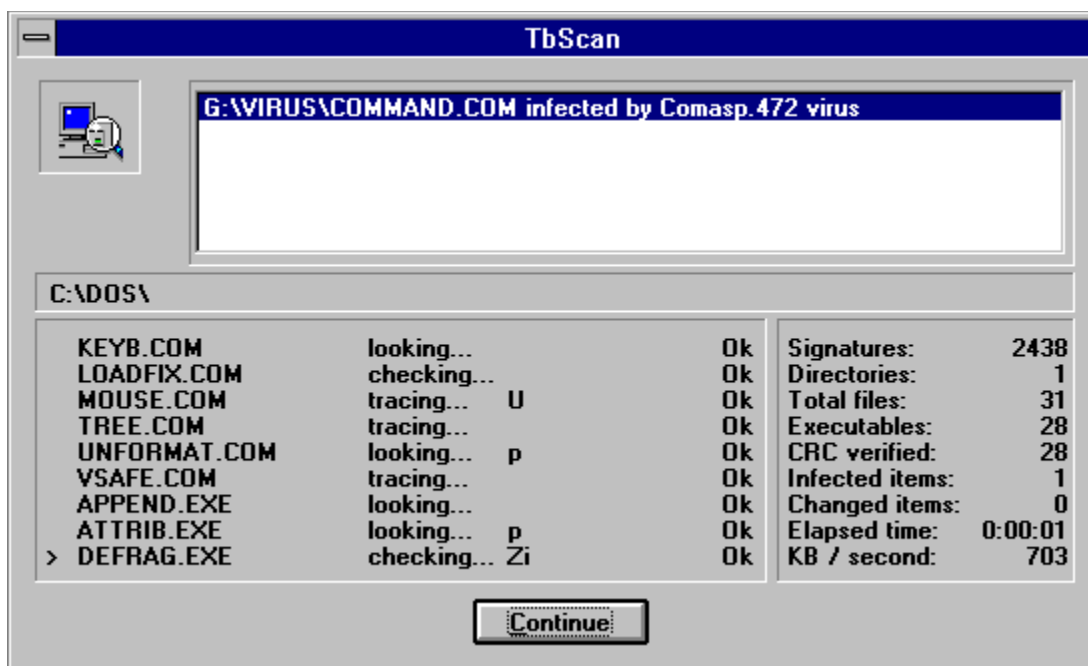 TbScan
G:\VIRUS\COMMAND.COM infected by Comasp.472 virus
C:\DOS\
KEYB.COM looking... Ok
LOADFIX.COM checking... Ok
MOUSE.COM tracing... U Ok
TREE.COM tracing... Ok
UNFORMAT.COM looking... p Ok
VSAFE.COM tracing... Ok
APPEND.EXE looking... Ok
ATTRIB.EXE looking... p Ok
> DEFRAG.EXE checking... Zi Ok
Signatures: 2438
Directories: 1
Total files: 31
Executables: 28
CRC verified: 28
Infected items: 1
Changed items: 0
Elapsed time: 0:00:01
KB / second: 703
Continue